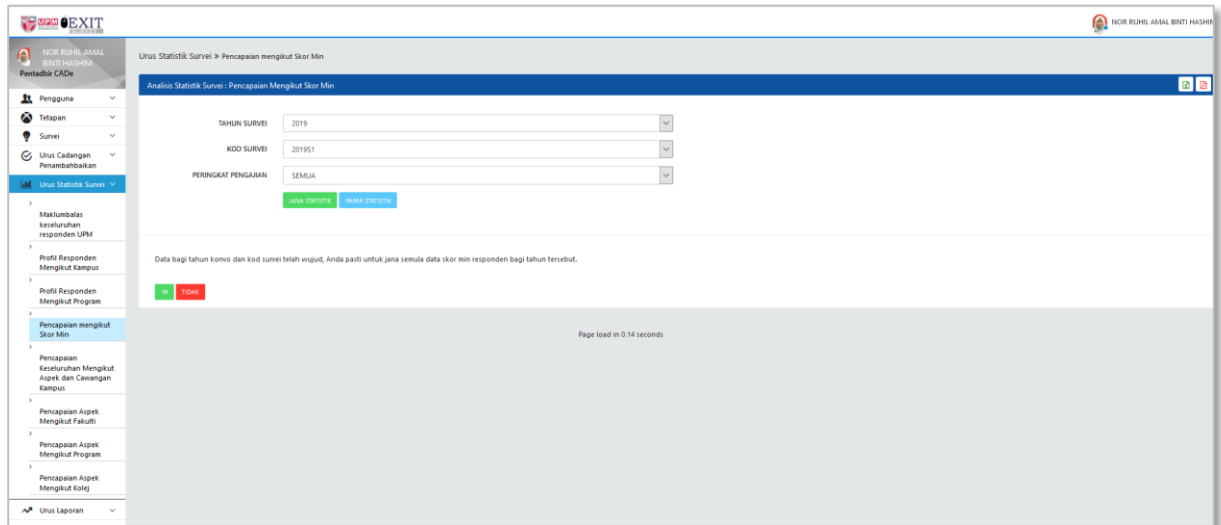 UPM EXIT
SURVEY
NOR RUHIL AMAL BINTI HASHIM
NOR RUHIL AMAL
BINTI HASHIM
Pentadbir CADe
Urus Statistik Survei » Pencapaian mengikut Skor Min
Analisis Statistik Survei : Pencapaian Mengikut Skor Min
Pengguna
Tetapan
Survei
Urus Cadangan
Penambahbaikan
Urus Statistik Survei
Maklumbalas
keseluruhan
responden UPM
Profil Responden
Mengikut Kampus
Profil Responden
Mengikut Program
Pencapaian mengikut
Skor Min
Pencapaian
Keseluruhan Mengikut
Aspek dan Cawangan
Kampus
Pencapaian Aspek
Mengikut Fakulti
Pencapaian Aspek
Mengikut Program
Pencapaian Aspek
Mengikut Kolej
Urus Laporan
TAHUN SURVEI 2019
KOD SURVEI 2019S1
PERINGKAT PENGAJIAN SEMUA
JANA STATISTIK PAPAR STATISTIK
Data bagi tahun konvo dan kod survei telah wujud, Anda pasti untuk jana semula data skor min responden bagi tahun tersebut.
YA TIDAK
Page load in 0.14 seconds